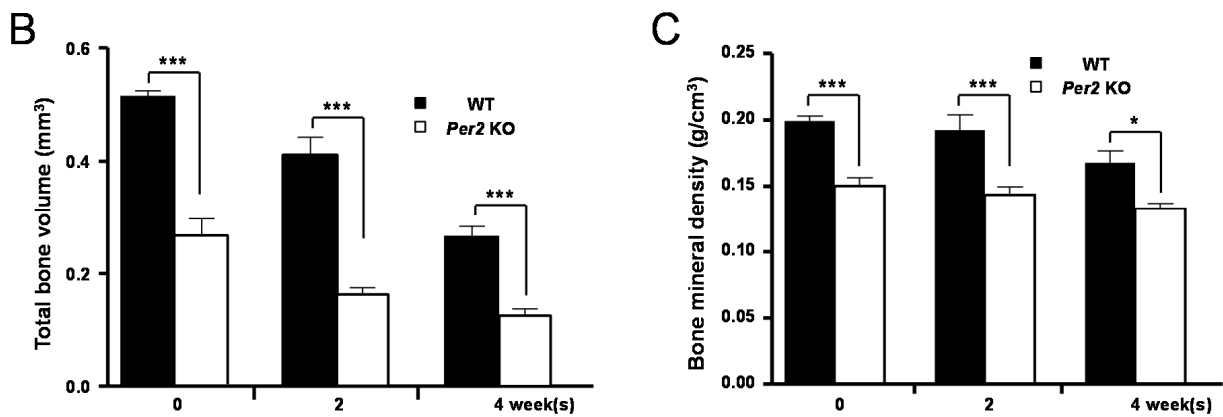 B
Total bone volume (mm³)
0.6
0.4
0.2
0.0
***
***
***
WT
Per2 KO
0
2
4 week(s)
C
Bone mineral density (g/cm³)
0.25
0.20
0.15
0.10
0.05
0.00
***
***
*
WT
Per2 KO
0
2
4 week(s)